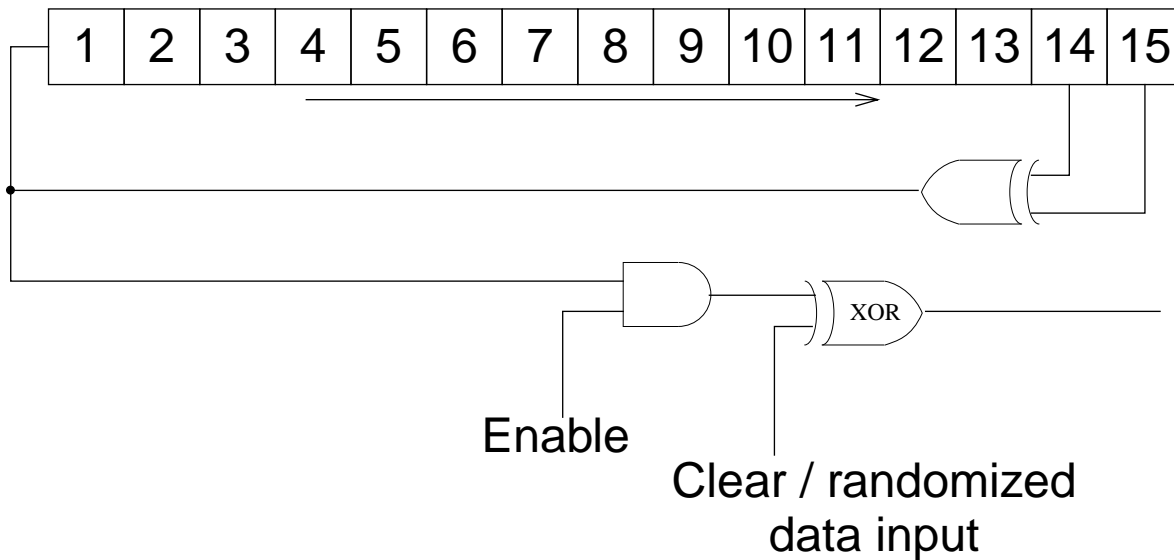 1 2 3 4 5 6 7 8 9 10 11 12 13 14 15
XOR
Enable
Clear / randomized
data input